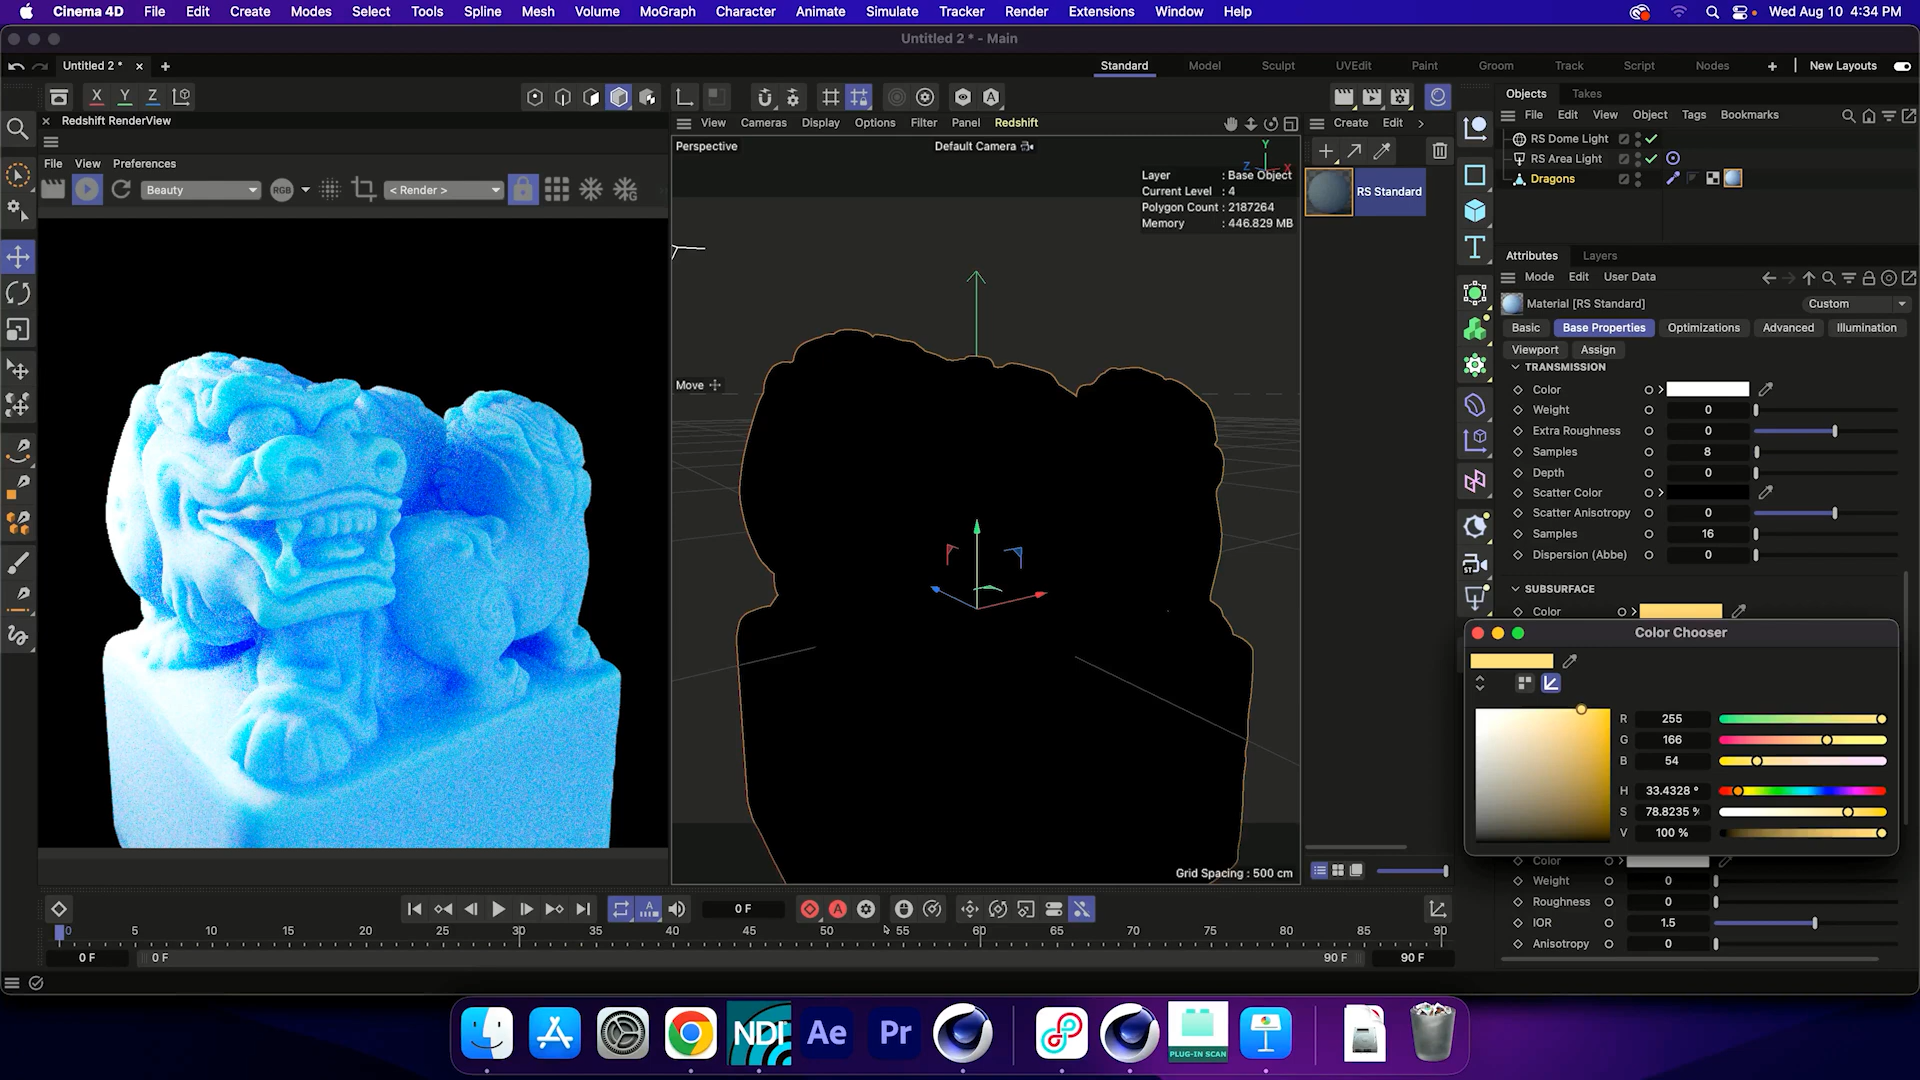 Cinema 4D File Edit Create Modes Select Tools Spline Mesh Volume MoGraph Character Animate Simulate Tracker Render Extensions Window Help Wed Aug 10 4:34 PM
Untitled 2 * - Main
Untitled 2 * Standard Model Sculpt UVEdit Paint Groom Track Script Nodes New Layouts
X Y Z
Redshift RenderView
File View Preferences
Beauty RGB < Render >
View Cameras Display Options Filter Panel Redshift
Perspective Default Camera
Y
Z X
Layer : Base Object
Current Level : 4
Polygon Count : 2187264
Memory : 446.829 MB
Move
Grid Spacing : 500 cm
Create Edit
RS Standard
Objects Takes
File Edit View Object Tags Bookmarks
RS Dome Light
RS Area Light
Dragons
Attributes Layers
Mode Edit User Data
Material [RS Standard] Custom
Basic Base Properties Optimizations Advanced Illumination
Viewport Assign
TRANSMISSION
Color
Weight 0
Extra Roughness 0
Samples 8
Depth 0
Scatter Color
Scatter Anisotropy 0
Samples 16
Dispersion (Abbe) 0
SUBSURFACE
Color
Color Chooser
R 255
G 166
B 54
H 33.4328 °
S 78.8235 %
V 100 %
Color
Weight 0
Roughness 0
IOR 1.5
Anisotropy 0
0 F
0 5 10 15 20 25 30 35 40 45 50 55 60 65 70 75 80 85 90
0 F 0 F 90 F 90 F
NDI Ae Pr PLUG-IN SCAN